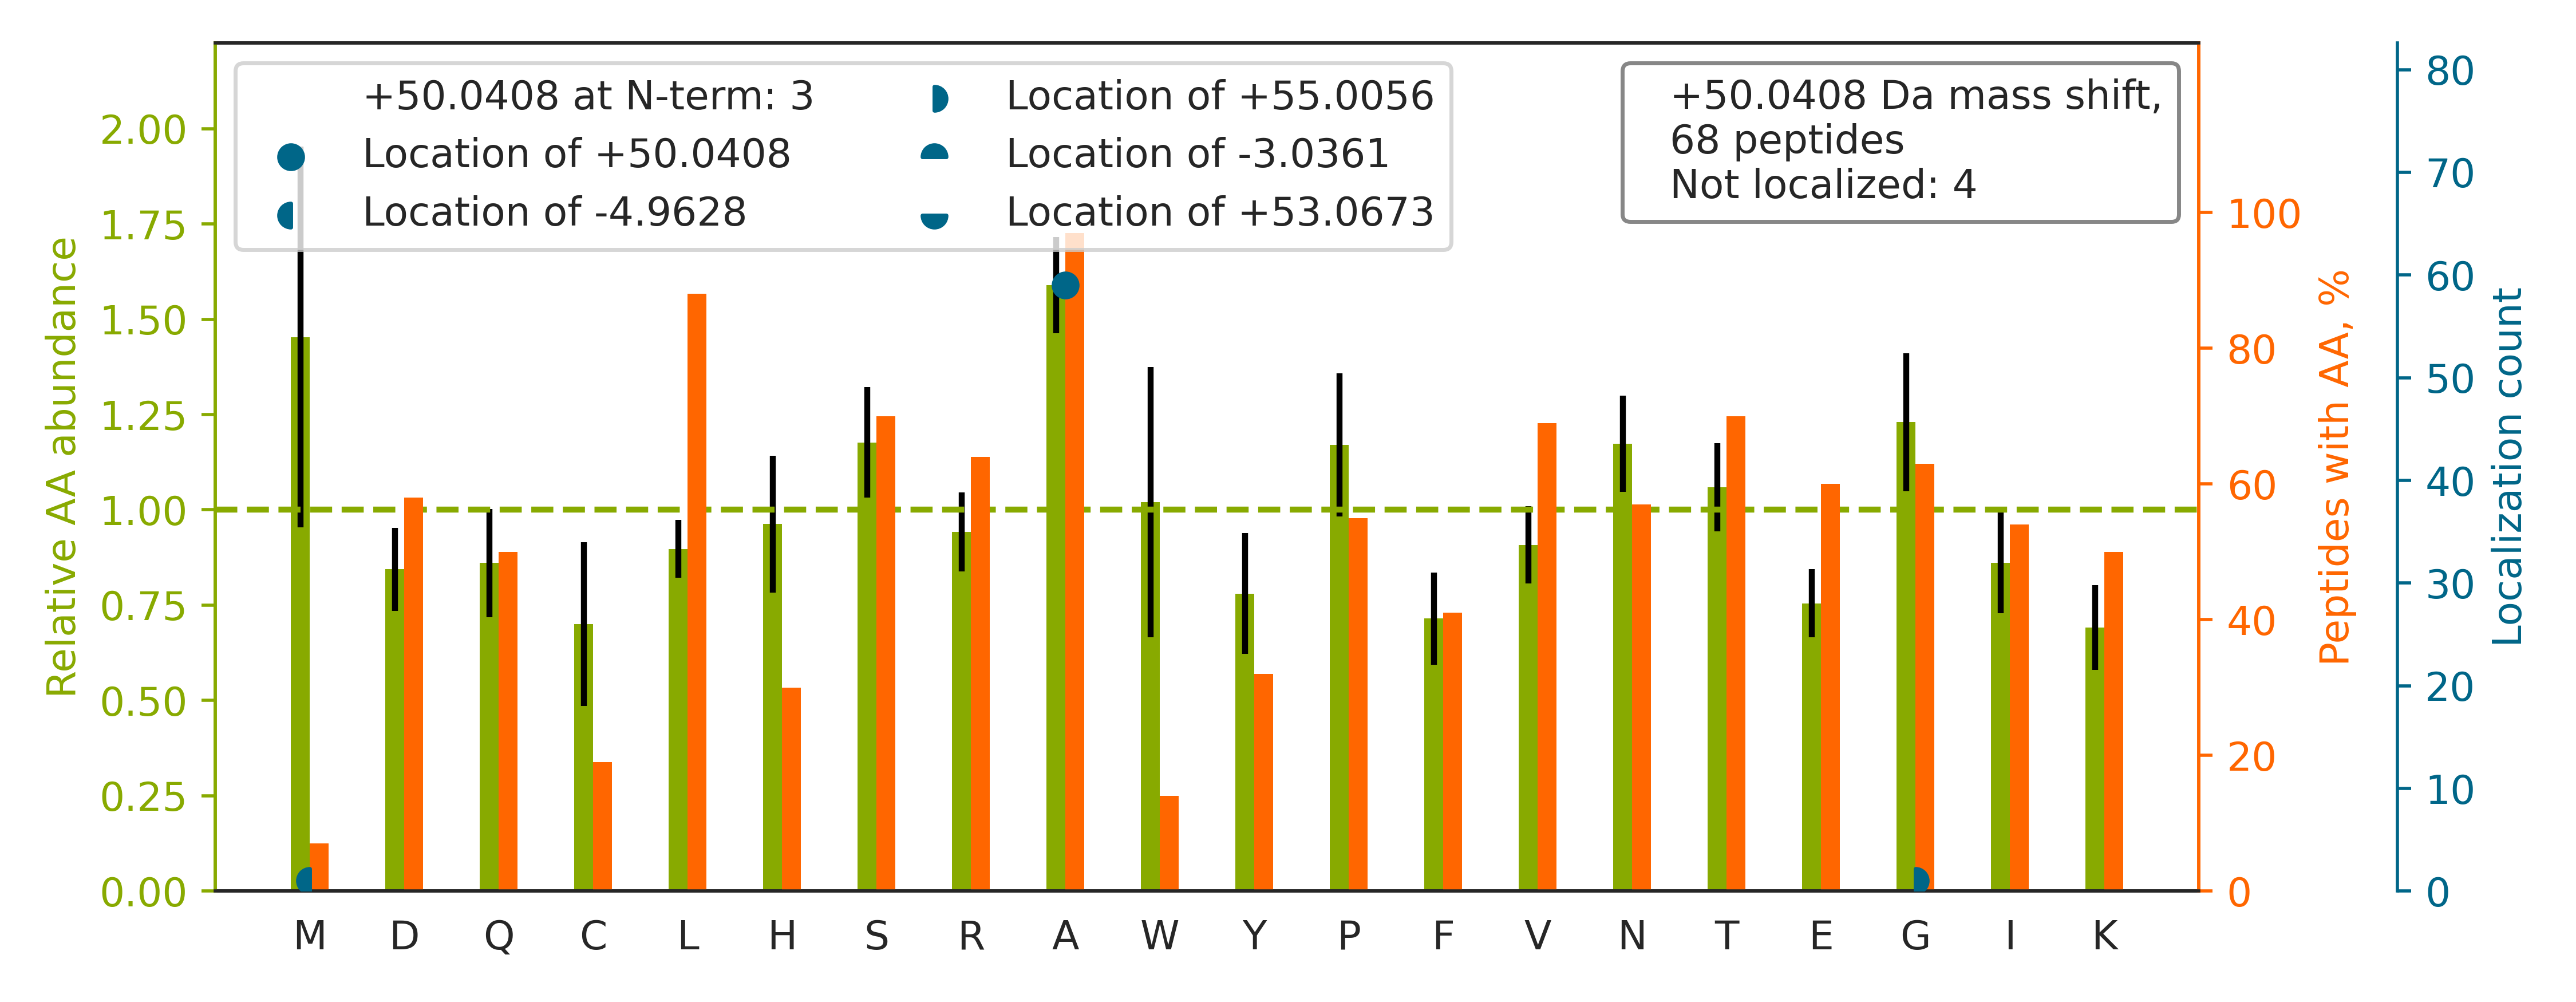 +50.0408 at N-term: 3
Location of +50.0408
Location of -4.9628
Location of +55.0056
Location of -3.0361
Location of +53.0673
+50.0408 Da mass shift,
68 peptides
Not localized: 4
Relative AA abundance
2.00
1.75
1.50
1.25
1.00
0.75
0.50
0.25
0.00
M D Q C L H S R A W Y P F V N T E G I K
100
80
60
40
20
0
Peptides with AA, %
80
70
60
50
40
30
20
10
0
Localization count